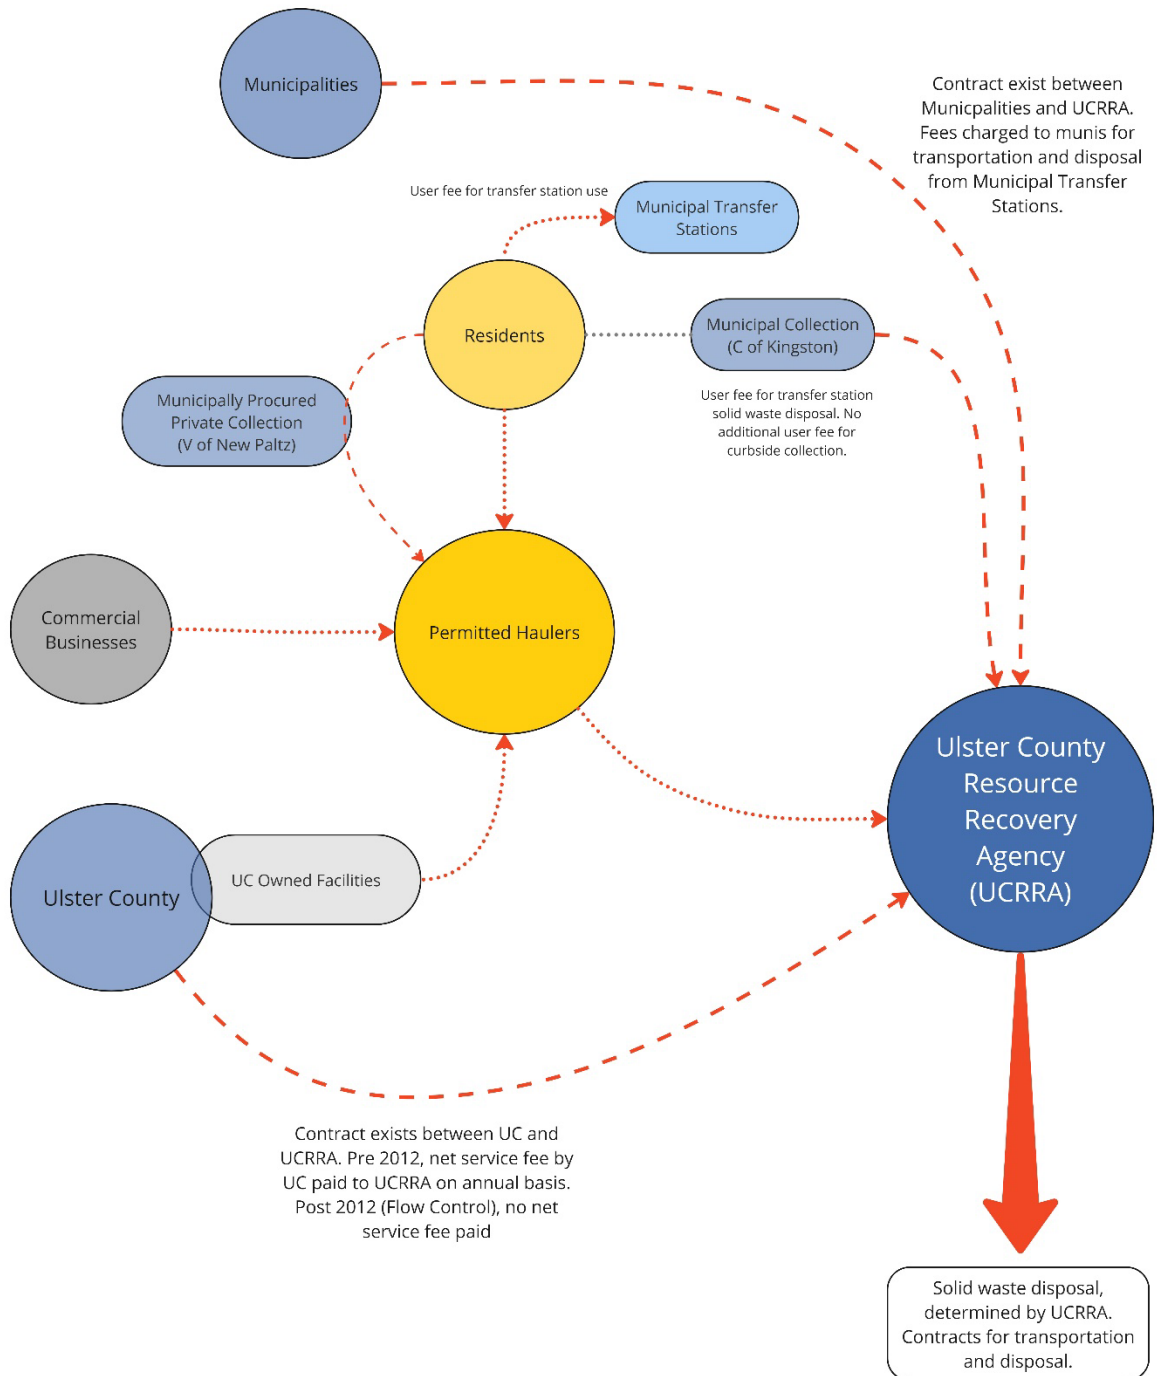 Municipalities
Contract exist between
Municpalities and UCRRA.
Fees charged to munis for
transportation and disposal
from Municipal Transfer
Stations.
User fee for transfer station use
Municipal Transfer
Stations
Residents
Municipal Collection
(C of Kingston)
User fee for transfer station
solid waste disposal. No
additional user fee for
curbside collection.
Municipally Procured
Private Collection
(V of New Paltz)
Commercial
Businesses
Permitted Haulers
Ulster County
Resource
Recovery
Agency
(UCRRA)
Ulster County
UC Owned Facilities
Contract exists between UC and
UCRRA. Pre 2012, net service fee by
UC paid to UCRRA on annual basis.
Post 2012 (Flow Control), no net
service fee paid
Solid waste disposal,
determined by UCRRA.
Contracts for transportation
and disposal.